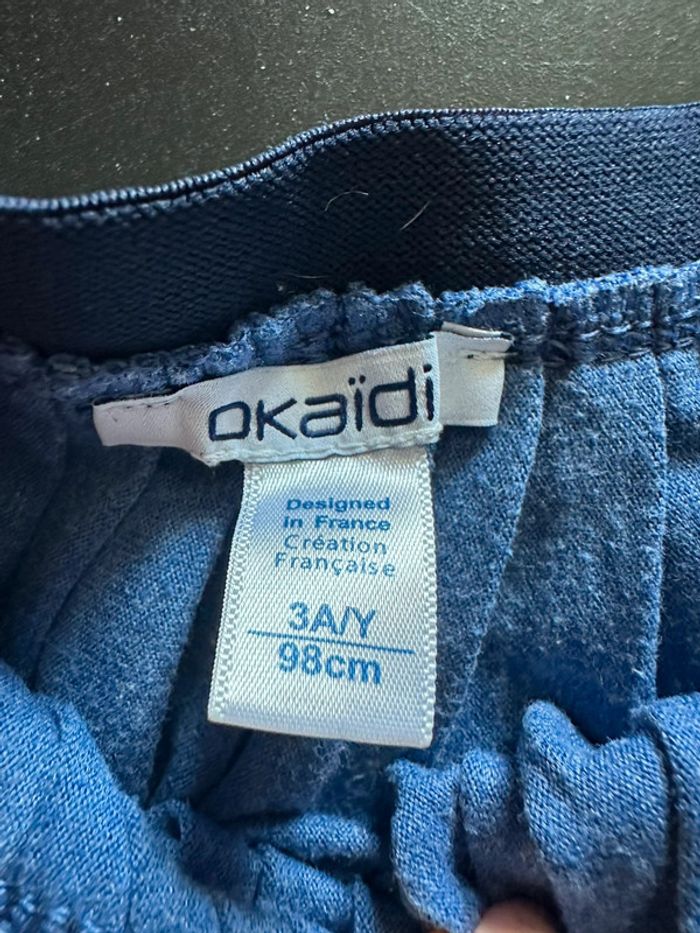 okaïdi
Designed
in France
Création
Française
3A/Y
98cm